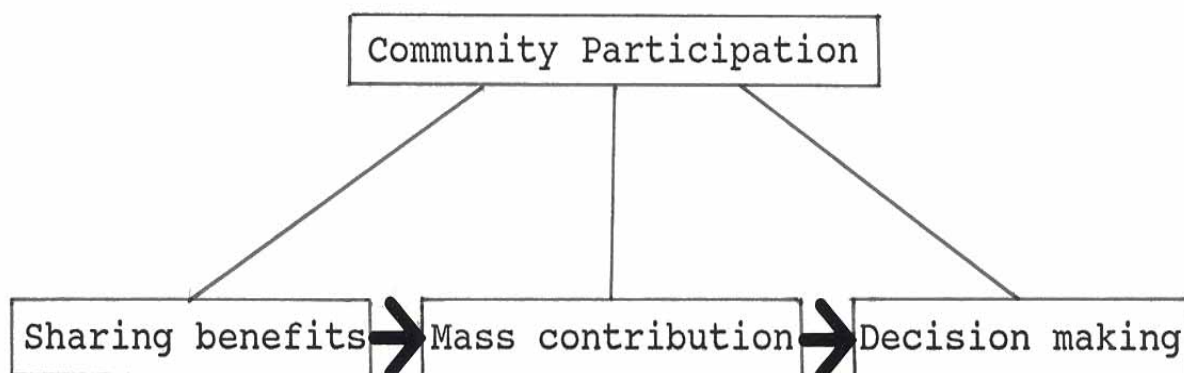 Community Participation
Sharing benefits
Mass contribution
Decision making